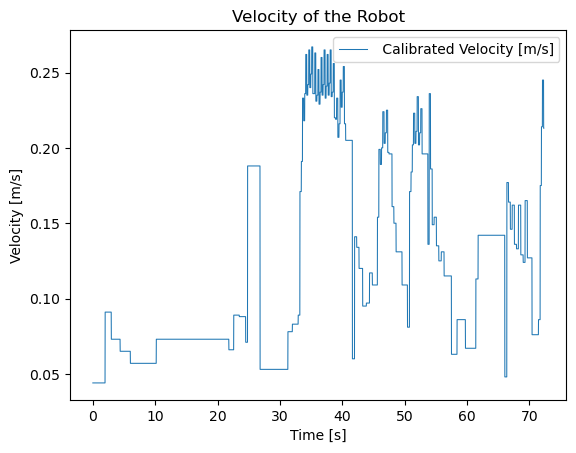 Velocity of the Robot
Calibrated Velocity [m/s]
Velocity [m/s]
0.25
0.20
0.15
0.10
0.05
0 10 20 30 40 50 60 70
Time [s]